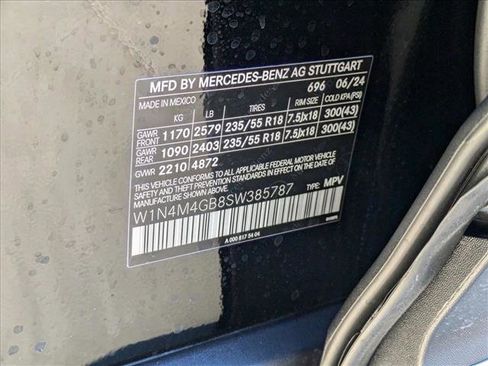 MFD BY MERCEDES-BENZ AG STUTTGART
MADE IN MEXICO 696 06/24
KG LB TIRES RIM SIZE COLD KPA(PSI)
GAWR FRONT 1170 2579 235/55 R18 7.5Jx18 300(43)
GAWR REAR 1090 2403 235/55 R18 7.5Jx18 300(43)
GVWR 2210 4872
THIS VEHICLE CONFORMS TO ALL APPLICABLE FEDERAL MOTOR VEHICLE
SAFETY AND THEFT PREVENTION STANDARDS IN EFFECT ON THE DATE OF
MANUFACTURE SHOWN ABOVE.
W1N4M4GB8SW385787 TYPE: MPV
A 000 817 54 04